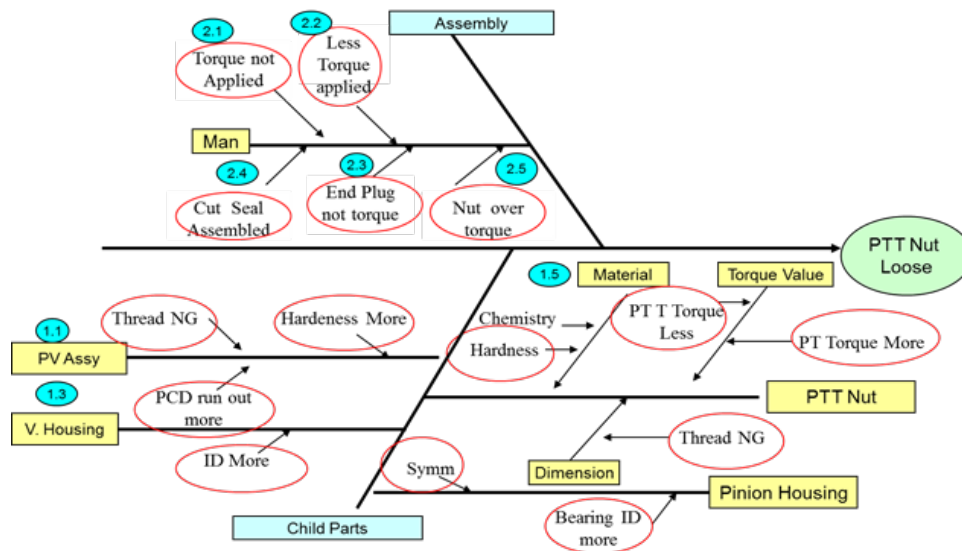 Assembly
2.1
2.2
Torque not
Applied
Less
Torque
applied
Man
2.4
2.3
2.5
Cut Seal
Assembled
End Plug
not torque
Nut over
torque
PTT Nut
Loose
1.5
Material
Torque Value
Thread NG
Hardeness More
Chemistry
PT T Torque
Less
1.1
PV Assy
Hardness
PT Torque More
1.3
PCD run out
more
PTT Nut
V. Housing
ID More
Symm
Dimension
Thread NG
Pinion Housing
Bearing ID
more
Child Parts